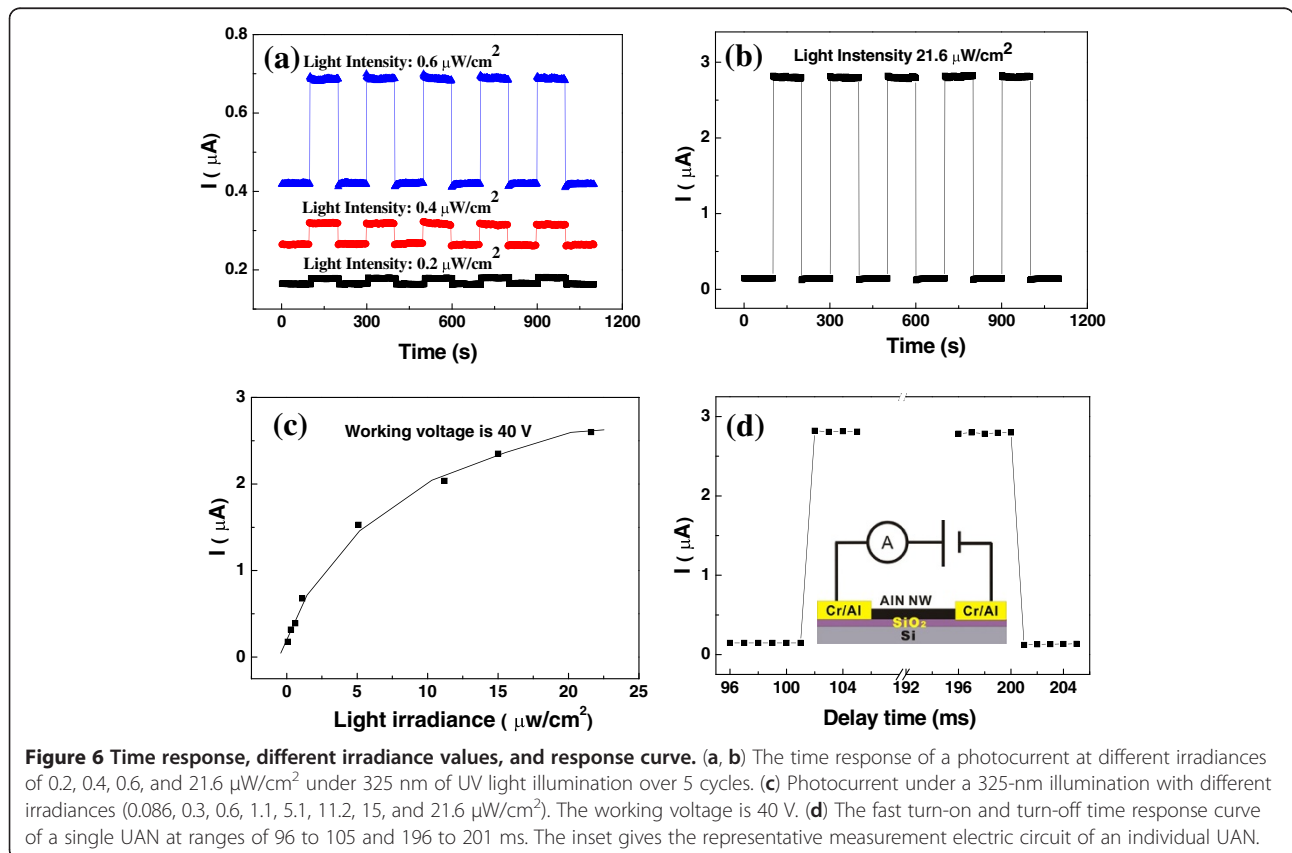 (a)
Light Intensity: 0.6 μW/cm²
Light Intensity: 0.4 μW/cm²
Light Intensity: 0.2 μW/cm²
0.8
0.6
0.4
0.2
I ( μA)
0 300 600 900 1200
Time (s)
(b)
Light Instensity 21.6 μW/cm²
3
2
1
0
I ( μA)
0 300 600 900 1200
Time (s)
(c)
Working voltage is 40 V
3
2
1
0
I ( μA)
0 5 10 15 20 25
Light irradiance ( μw/cm²)
(d)
3
2
1
0
I ( μA)
A
AlN NW
Cr/Al Cr/Al
SiO₂
Si
96 100 104 192 196 200 204
Delay time (ms)
Figure 6 Time response, different irradiance values, and response curve. (a, b) The time response of a photocurrent at different irradiances
of 0.2, 0.4, 0.6, and 21.6 μW/cm² under 325 nm of UV light illumination over 5 cycles. (c) Photocurrent under a 325-nm illumination with different
irradiances (0.086, 0.3, 0.6, 1.1, 5.1, 11.2, 15, and 21.6 μW/cm²). The working voltage is 40 V. (d) The fast turn-on and turn-off time response curve
of a single UAN at ranges of 96 to 105 and 196 to 201 ms. The inset gives the representative measurement electric circuit of an individual UAN.